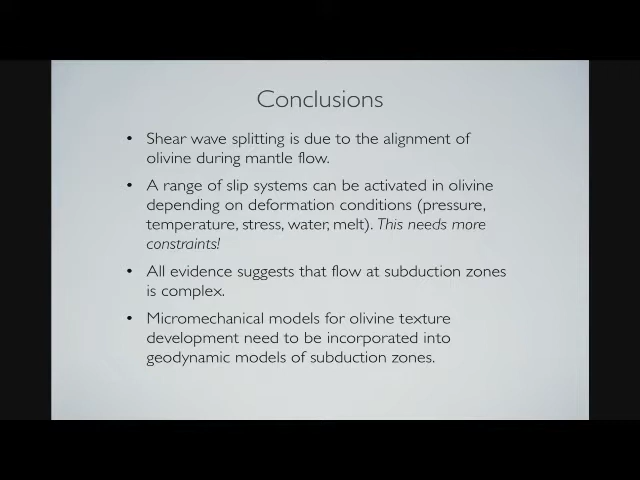 Conclusions
• Shear wave splitting is due to the alignment of
olivine during mantle flow.
• A range of slip systems can be activated in olivine
depending on deformation conditions (pressure,
temperature, stress, water, melt). This needs more
constraints!
• All evidence suggests that flow at subduction zones
is complex.
• Micromechanical models for olivine texture
development need to be incorporated into
geodynamic models of subduction zones.